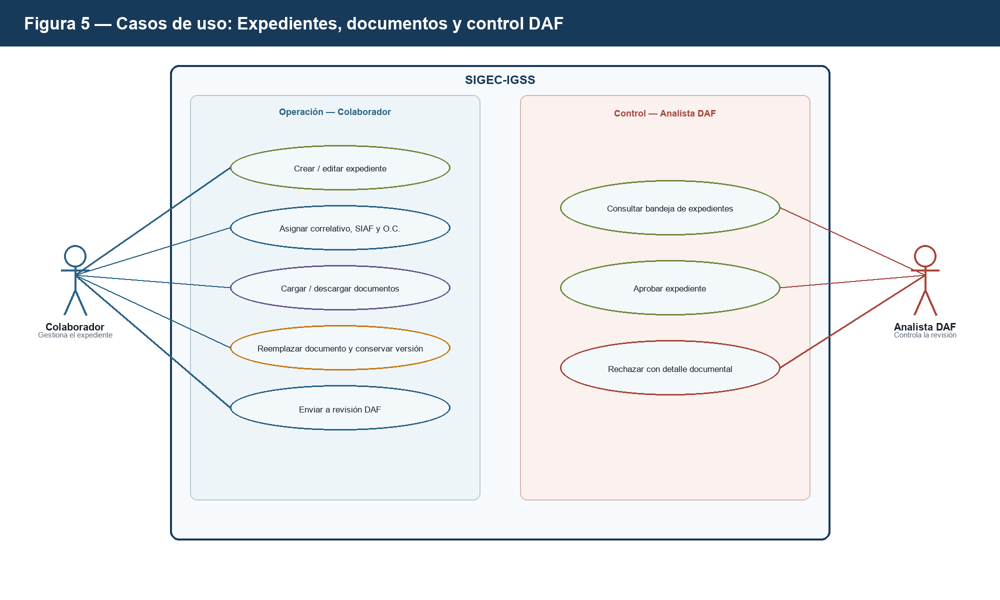 Figura 5 — Casos de uso: Expedientes, documentos y control DAF
SIGEC-IGSS
Operación — Colaborador
Crear / editar expediente
Asignar correlativo, SIAF y O.C.
Cargar / descargar documentos
Reemplazar documento y conservar versión
Enviar a revisión DAF
Control — Analista DAF
Consultar bandeja de expedientes
Aprobar expediente
Rechazar con detalle documental
Colaborador
Gestiona el expediente
Analista DAF
Controla la revisión